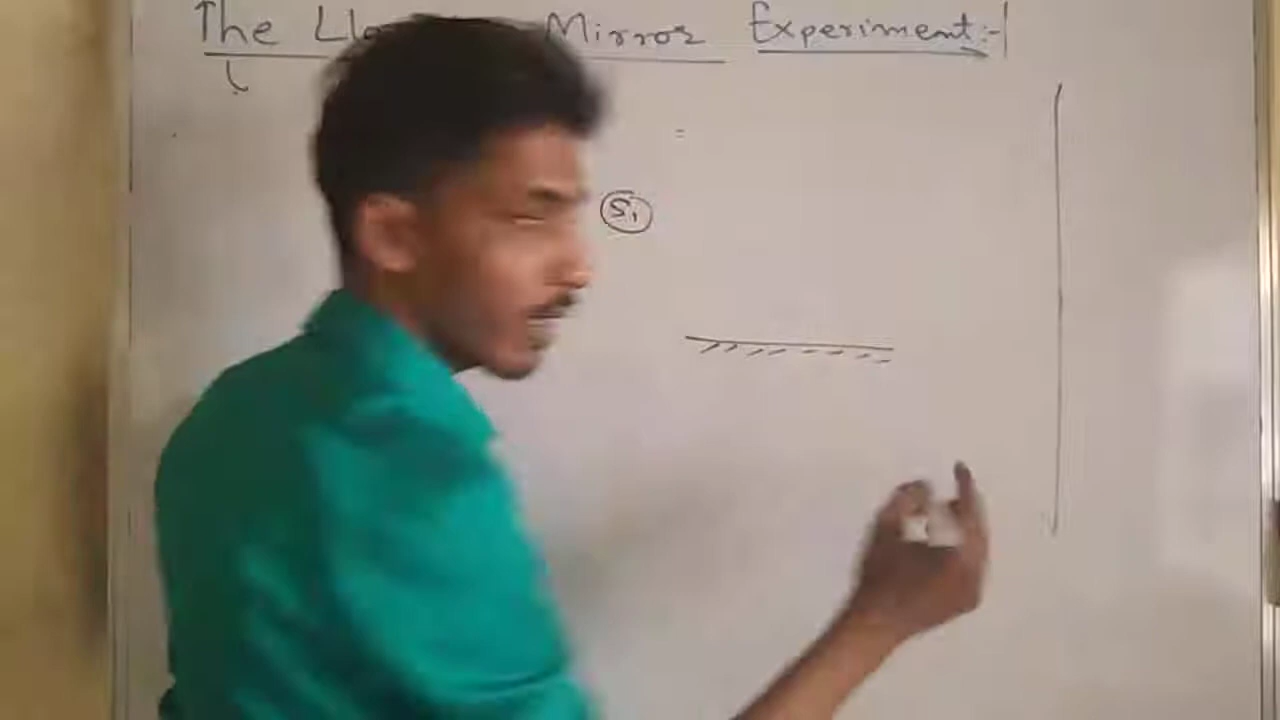 The Mirror Experiment:-
S₁